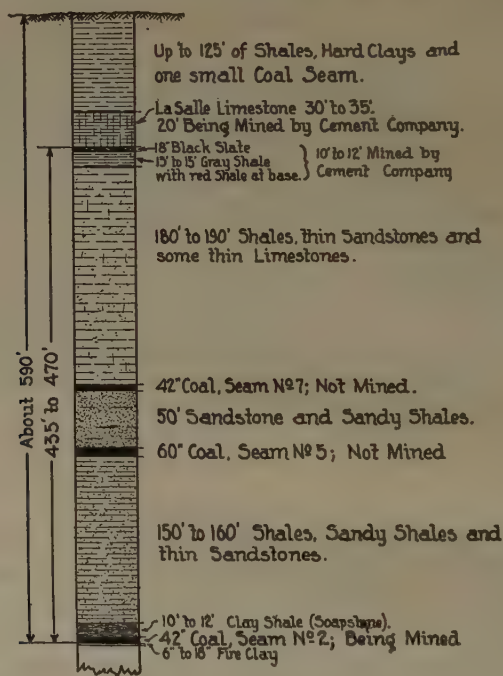 Up to 125' of Shales, Hard Clays and
one small Coal Seam.
LaSalle Limestone 30' to 35'.
20' Being Mined by Cement Company.
18" Black Slate
13' to 15' Gray Shale
with red Shale at base.
10' to 12' Mined by
Cement Company
180' to 190' Shales, thin Sandstones and
some thin Limestones.
About 590'
435' to 470'
42" Coal, Seam Nº 7; Not Mined.
50' Sandstone and Sandy Shales.
60" Coal, Seam Nº 5; Not Mined
150' to 160' Shales, Sandy Shales and
thin Sandstones.
10' to 12' Clay Shale (Soapstone).
42" Coal, Seam Nº 2; Being Mined
6" to 18" Fire Clay